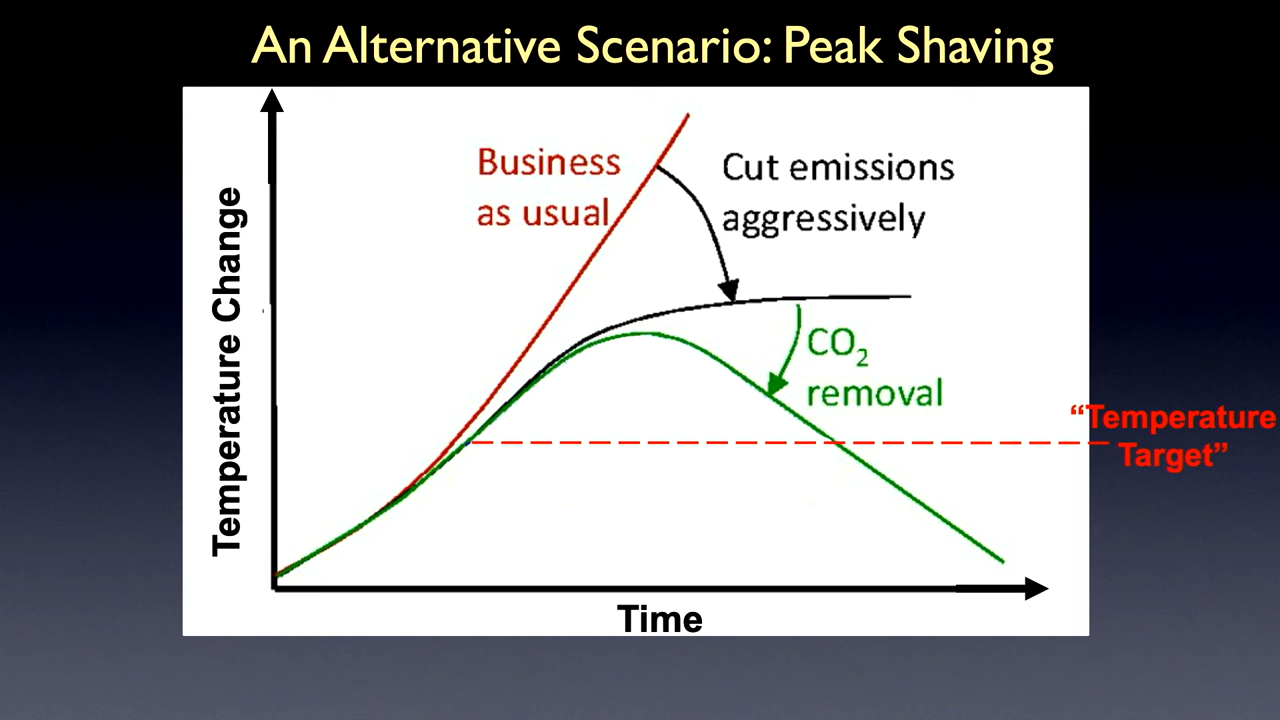 An Alternative Scenario: Peak Shaving
Business
as usual
Cut emissions
aggressively
Temperature Change
CO₂
removal
“Temperature
Target”
Time